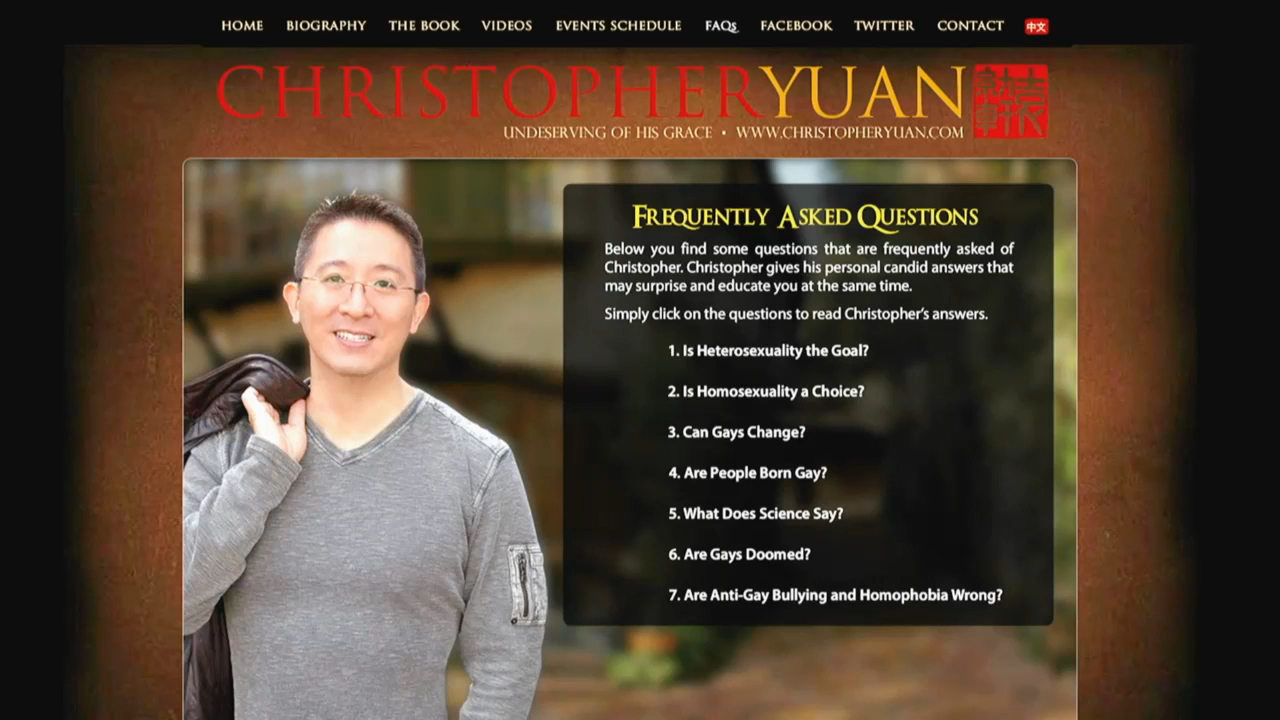 HOME BIOGRAPHY THE BOOK VIDEOS EVENTS SCHEDULE FAQs FACEBOOK TWITTER CONTACT 中文
CHRISTOPHERYUAN
UNDESERVING OF HIS GRACE • WWW.CHRISTOPHERYUAN.COM
FREQUENTLY ASKED QUESTIONS
Below you find some questions that are frequently asked of
Christopher. Christopher gives his personal candid answers that
may surprise and educate you at the same time.
Simply click on the questions to read Christopher's answers.
1. Is Heterosexuality the Goal?
2. Is Homosexuality a Choice?
3. Can Gays Change?
4. Are People Born Gay?
5. What Does Science Say?
6. Are Gays Doomed?
7. Are Anti-Gay Bullying and Homophobia Wrong?